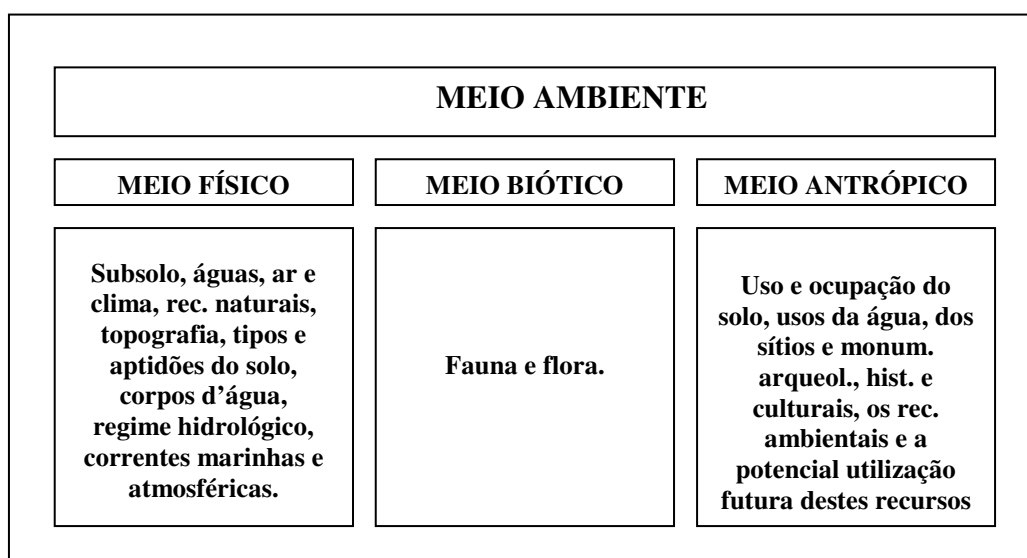 MEIO AMBIENTE
MEIO FÍSICO
Subsolo, águas, ar e
clima, rec. naturais,
topografia, tipos e
aptidões do solo,
corpos d’água,
regime hidrológico,
correntes marinhas e
atmosféricas.
MEIO BIÓTICO
Fauna e flora.
MEIO ANTRÓPICO
Uso e ocupação do
solo, usos da água, dos
sítios e monum.
arqueol., hist. e
culturais, os rec.
ambientais e a
potencial utilização
futura destes recursos